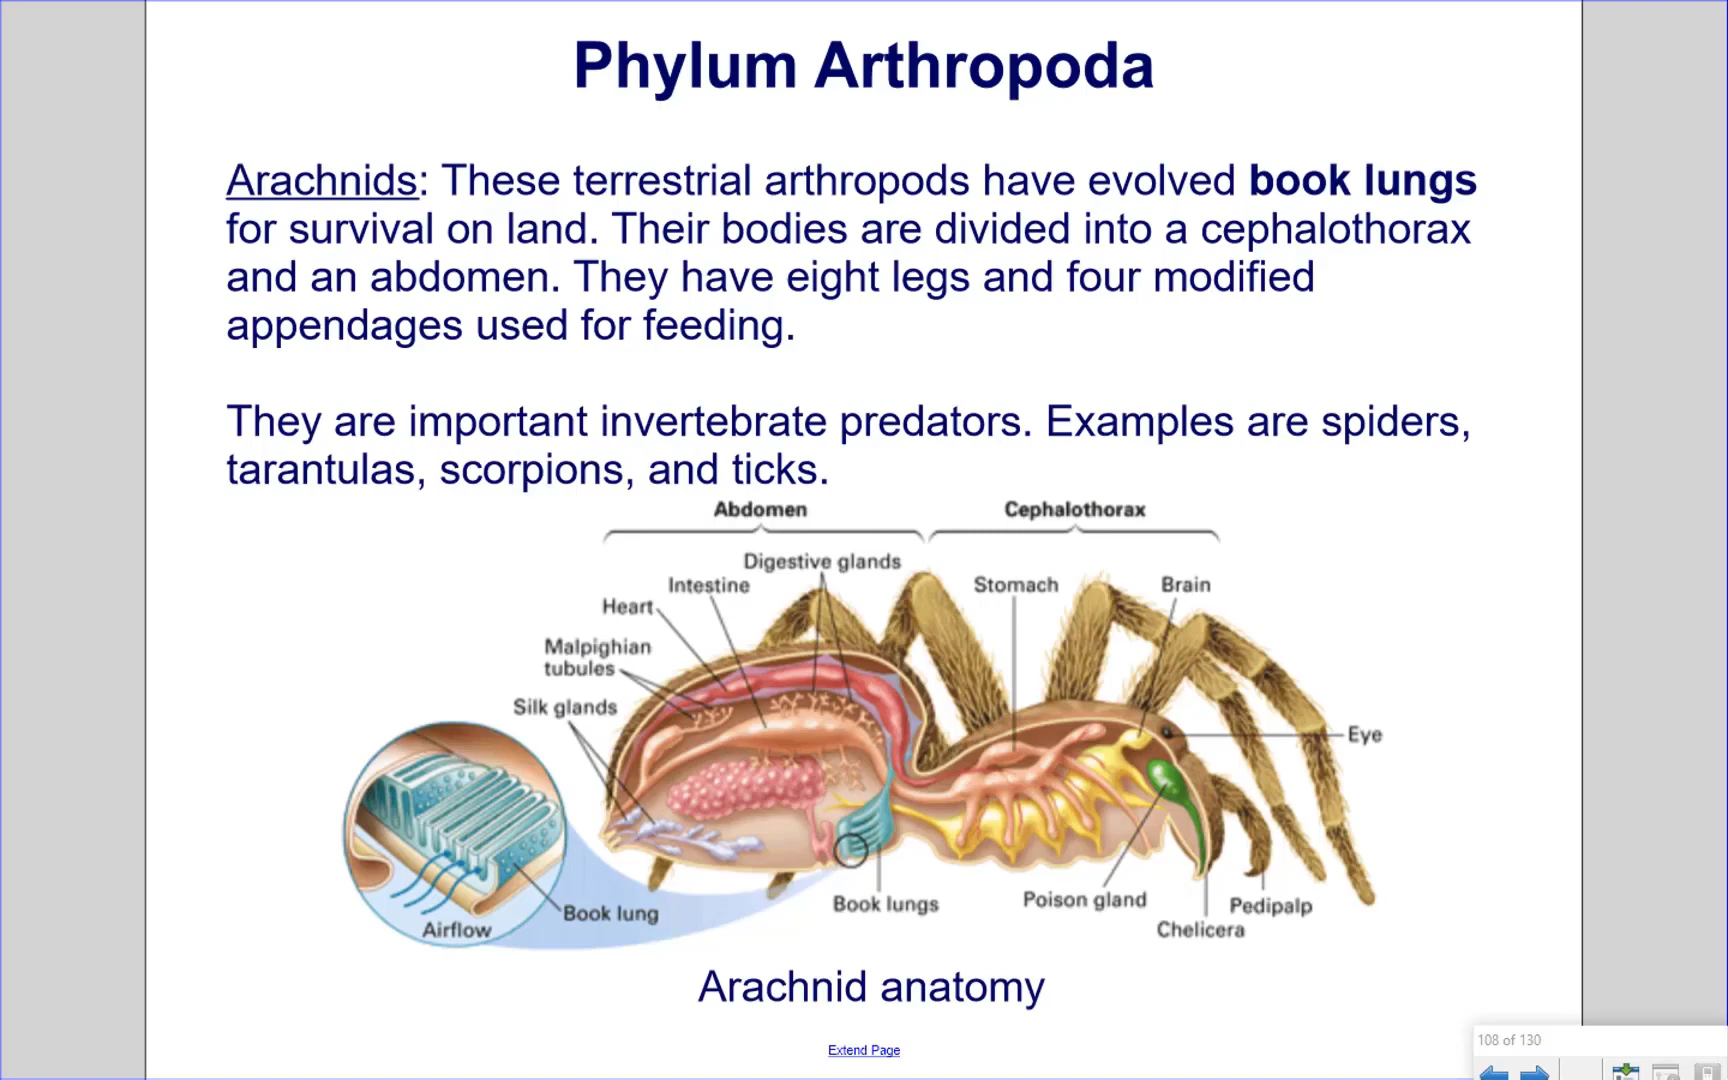 Phylum Arthropoda
Arachnids: These terrestrial arthropods have evolved book lungs
for survival on land. Their bodies are divided into a cephalothorax
and an abdomen. They have eight legs and four modified
appendages used for feeding.
They are important invertebrate predators. Examples are spiders,
tarantulas, scorpions, and ticks.
Abdomen
Cephalothorax
Digestive glands
Intestine
Stomach
Brain
Heart
Malpighian
tubules
Silk glands
Eye
Book lung
Airflow
Book lungs
Poison gland
Pedipalp
Chelicera
Arachnid anatomy
Extend Page
108 of 130